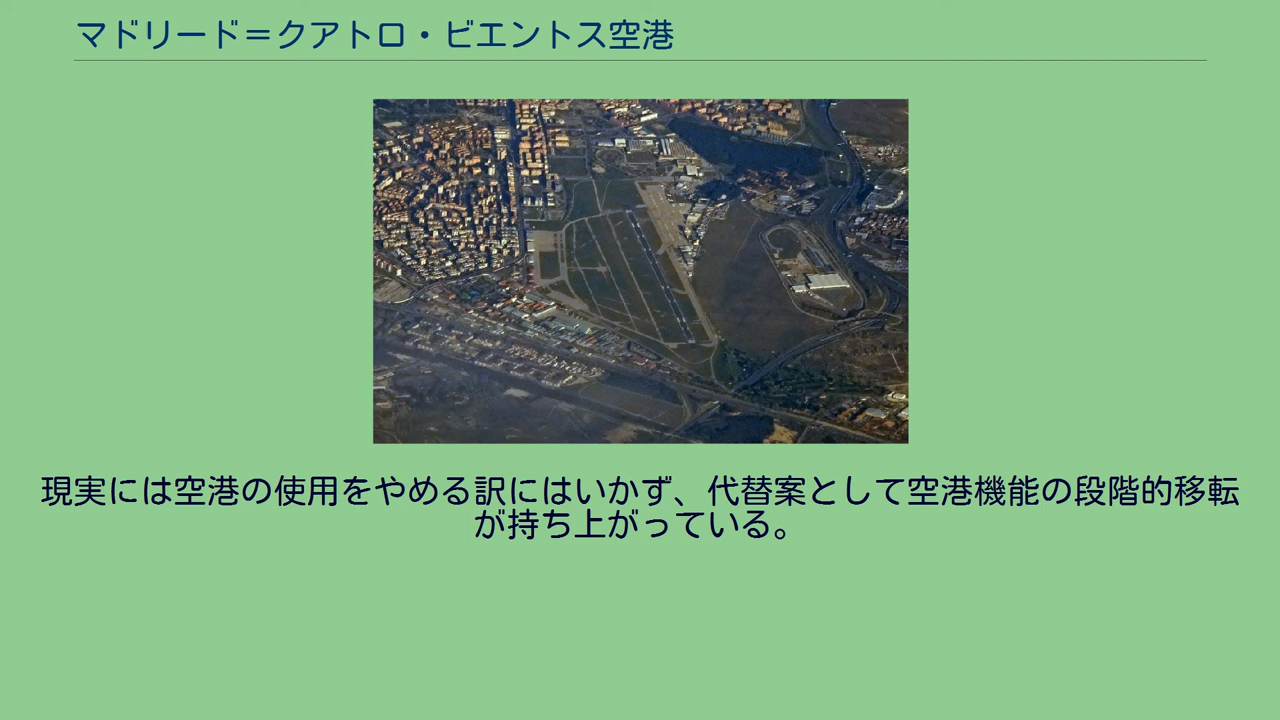 マドリード＝クアトロ・ビエントス空港
現実には空港の使用をやめる訳にはいかず、代替案として空港機能の段階的移転
が持ち上がっている。